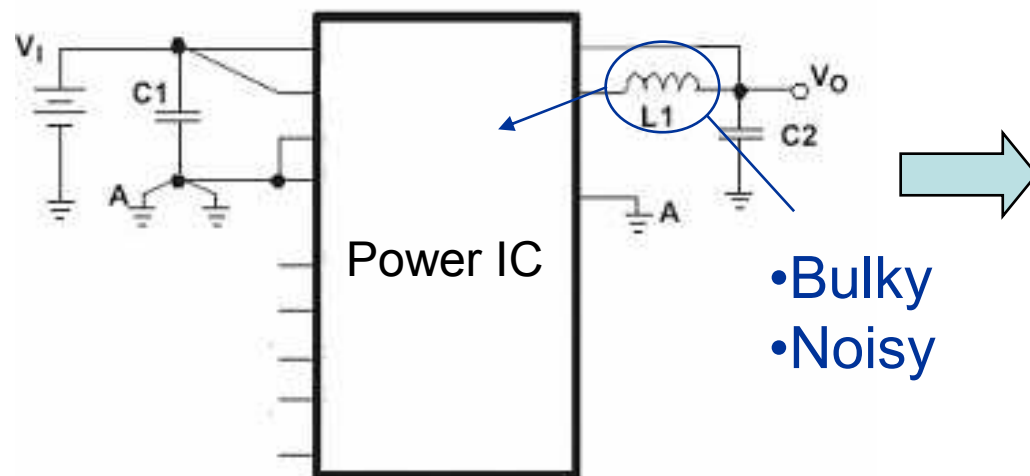 VI
C1
A
Power IC
L1
VO
C2
A
•Bulky
•Noisy